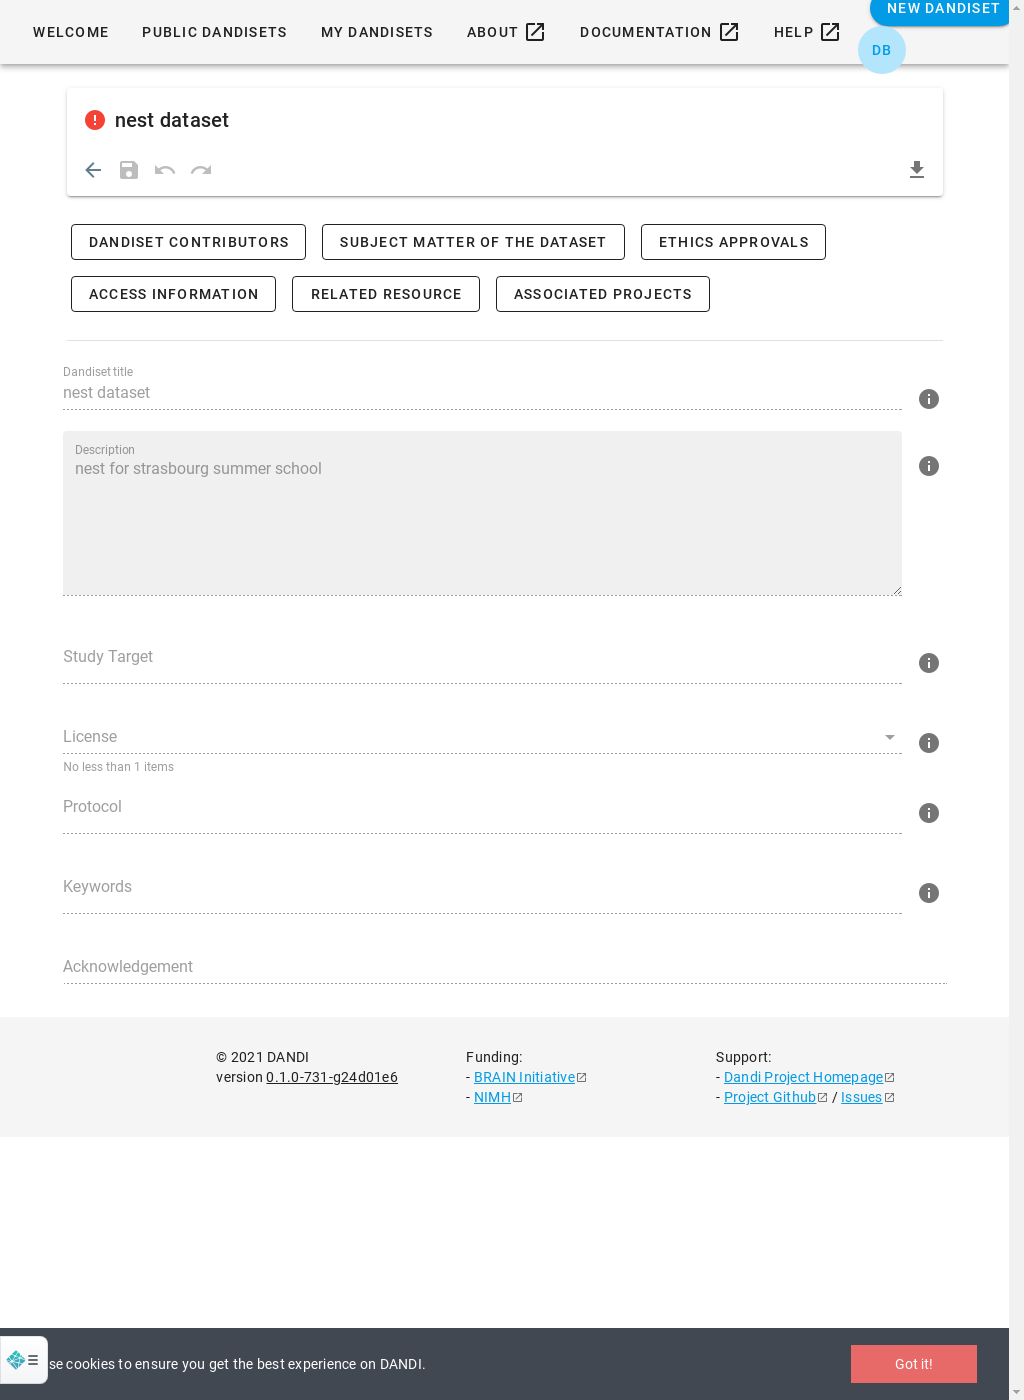 NEW DANDISET
WELCOME PUBLIC DANDISETS MY DANDISETS ABOUT DOCUMENTATION HELP DB
nest dataset
DANDISET CONTRIBUTORS SUBJECT MATTER OF THE DATASET ETHICS APPROVALS
ACCESS INFORMATION RELATED RESOURCE ASSOCIATED PROJECTS
Dandiset title
nest dataset
Description
nest for strasbourg summer school
Study Target
License
No less than 1 items
Protocol
Keywords
Acknowledgement
© 2021 DANDI Funding: Support:
version 0.1.0-731-g24d01e6 - BRAIN Initiative - Dandi Project Homepage
- NIMH - Project Github / Issues
se cookies to ensure you get the best experience on DANDI. Got it!